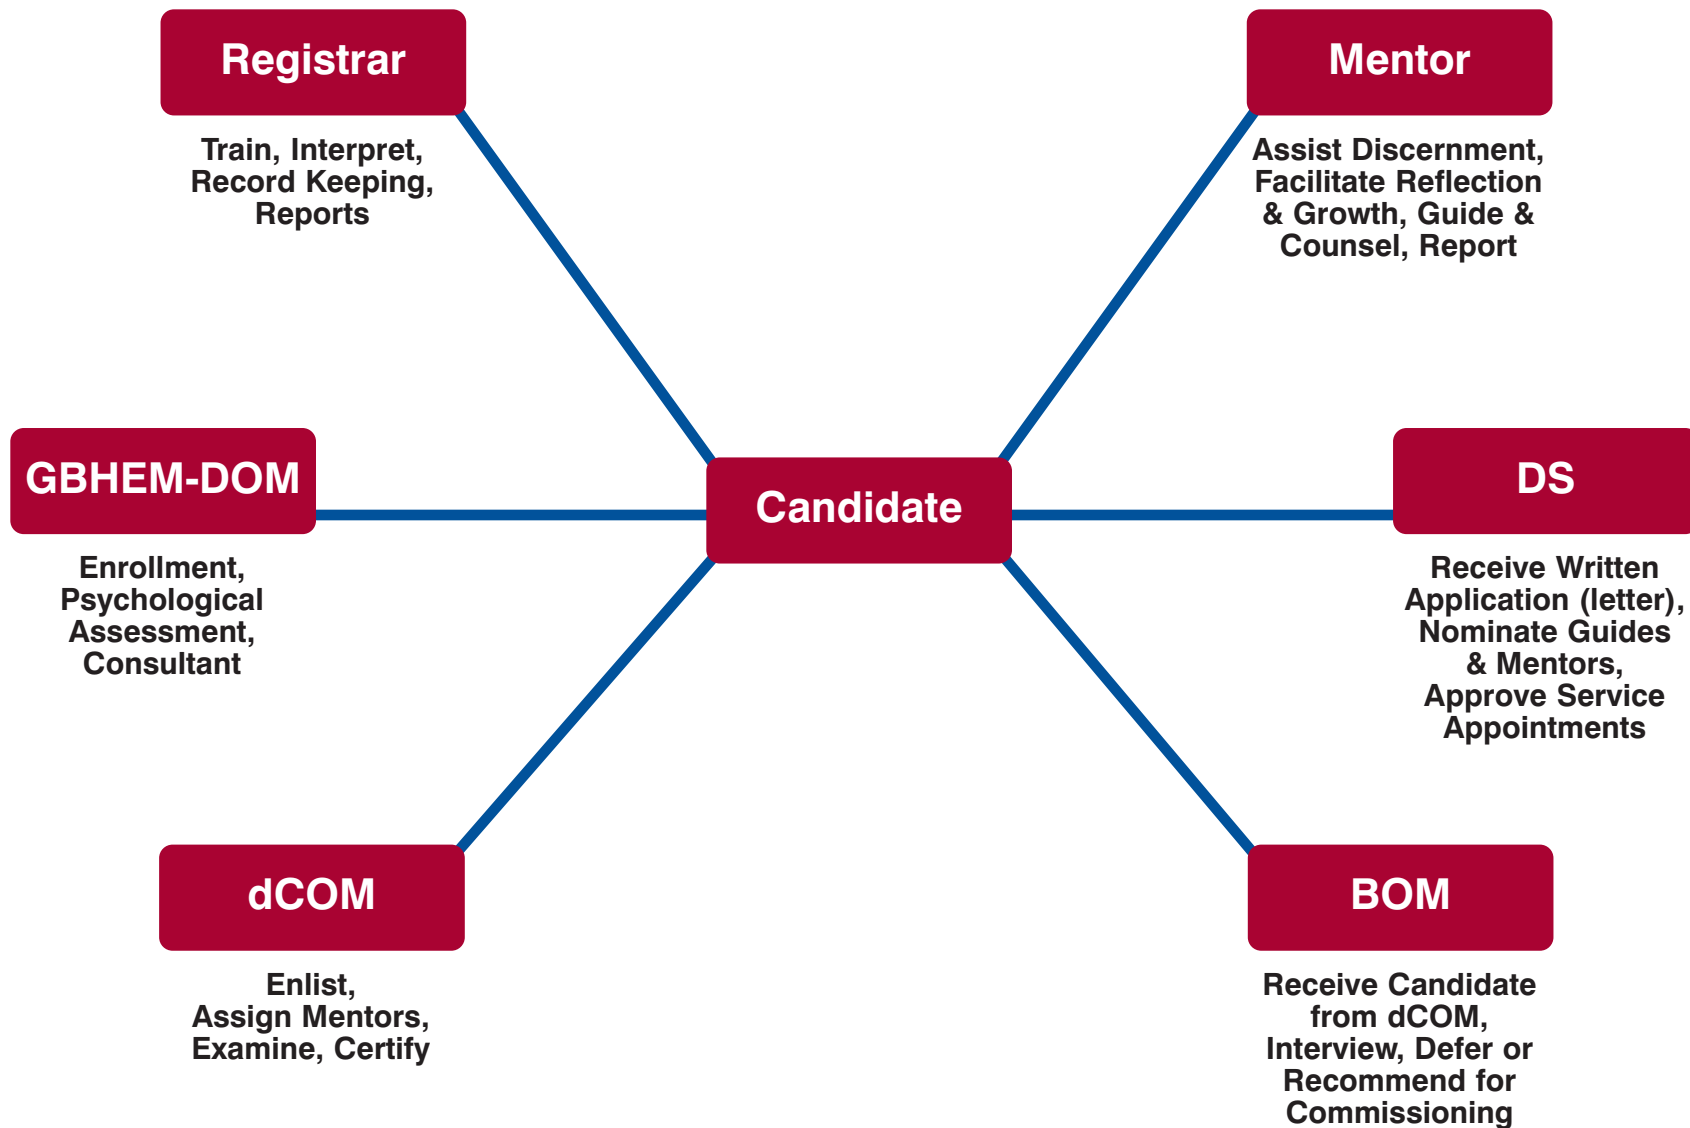 Registrar
Train, Interpret,
Record Keeping,
Reports
Mentor
Assist Discernment,
Facilitate Reflection
& Growth, Guide &
Counsel, Report
GBHEM-DOM
Enrollment,
Psychological
Assessment,
Consultant
Candidate
DS
Receive Written
Application (letter),
Nominate Guides
& Mentors,
Approve Service
Appointments
dCOM
Enlist,
Assign Mentors,
Examine, Certify
BOM
Receive Candidate
from dCOM,
Interview, Defer or
Recommend for
Commissioning